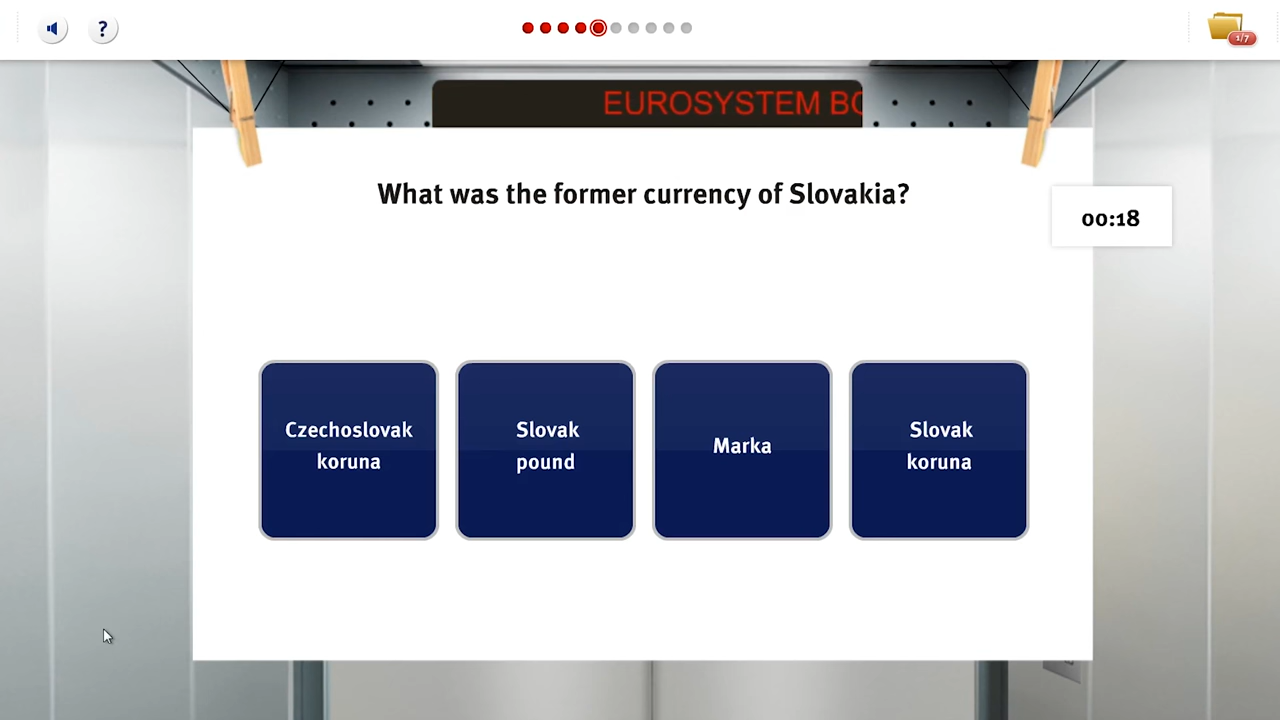 ?
1/7
EUROSYSTEM BO
What was the former currency of Slovakia?
00:18
Czechoslovak
koruna
Slovak
pound
Marka
Slovak
koruna